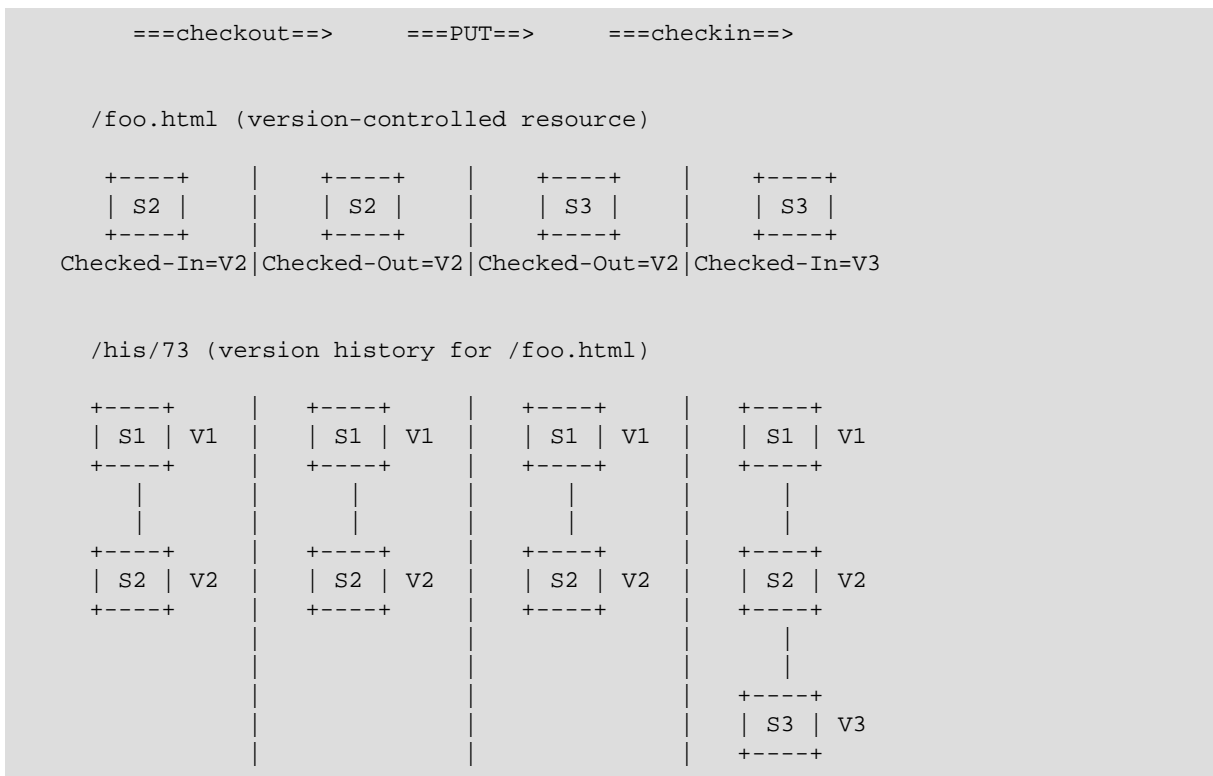 ===checkout==> ===PUT==> ===checkin==>
/foo.html (version-controlled resource)
+----+ | +----+ | +----+ | +----+
| S2 | | | S2 | | | S3 | | | S3 |
+----+ | +----+ | +----+ | +----+
Checked-In=V2|Checked-Out=V2|Checked-Out=V2|Checked-In=V3
/his/73 (version history for /foo.html)
+----+ | +----+ | +----+ | +----+
| S1 | V1 | | S1 | V1 | | S1 | V1 | | S1 | V1
+----+ | +----+ | +----+ | +----+
| | | | | | |
| | | | | | |
+----+ | +----+ | +----+ | +----+
| S2 | V2 | | S2 | V2 | | S2 | V2 | | S2 | V2
+----+ | +----+ | +----+ | +----+
| | | |
| | | |
| | | +----+
| | | | S3 | V3
| | | +----+